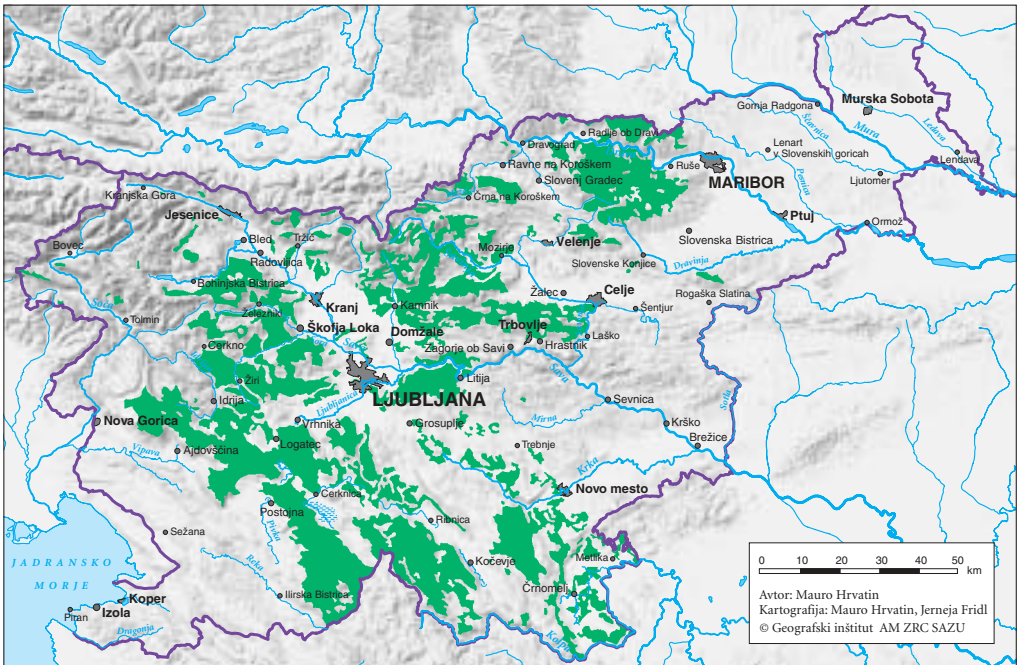 Gornja Radgona
Murska Sobota
Radlje ob Dravi
Ščavnica
Mura
Ledava
Dravograd
Lenart
v Slovenskih goricah
Lendava
Ravne na Koroškem
Ruše
MARIBOR
Slovenj Gradec
Pesnica
Ljutomer
Kranjska Gora
Črna na Koroškem
Jesenice
Ptuj
Ormož
Bovec
Bled
Tržič
Mozirje
Velenje
Slovenska Bistrica
Radovljica
Slovenske Konjice
Dravinja
Bohinjska Bistrica
Žalec
Celje
Rogaška Slatina
Soča
Železniki
Kranj
Kamnik
Šentjur
Tolmin
Škofja Loka
Domžale
Trbovlje
Laško
Cerkno
Sava
Zagorje ob Savi
Hrastnik
Žiri
Litija
Sava
Idrija
LJUBLJANA
Sevnica
Sotla
Nova Gorica
Ljubljanica
Vrhnika
Grosuplje
Mirna
Krško
Vipava
Ajdovščina
Logatec
Trebnje
Brežice
Krka
Cerknica
Novo mesto
Postojna
Pivka
Ribnica
Sežana
Reka
Kočevje
Metlika
JADRANSKO
MORJE
Ilirska Bistrica
Črnomelj
Koper
Izola
Piran
Dragonja
Kolpa
0 10 20 30 40 50 km
Avtor: Mauro Hrvatin
Kartografija: Mauro Hrvatin, Jerneja Fridl
© Geografski inštitut AM ZRC SAZU